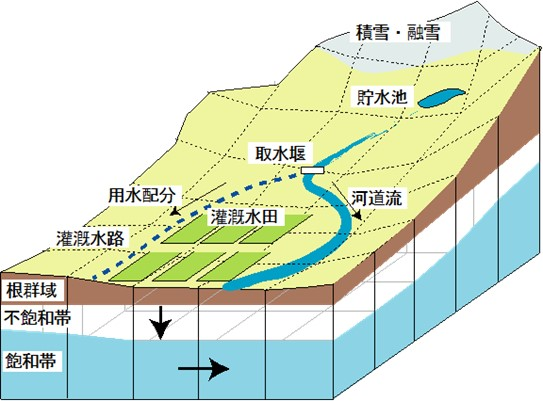 積雪・融雪
貯水池
取水堰
用水配分
河道流
灌漑水田
灌漑水路
根群域
不飽和帯
飽和帯